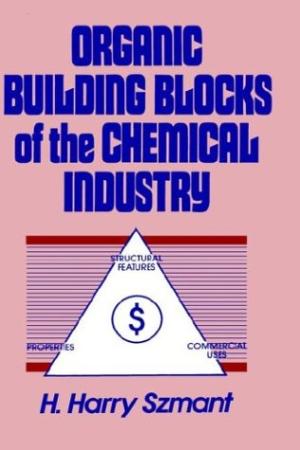 ORGANIC
BUILDING BLOCKS
of the CHEMICAL
INDUSTRY
STRUCTURAL
FEATURES
$
PROPERTIES
COMMERCIAL
USES
H. Harry Szmant